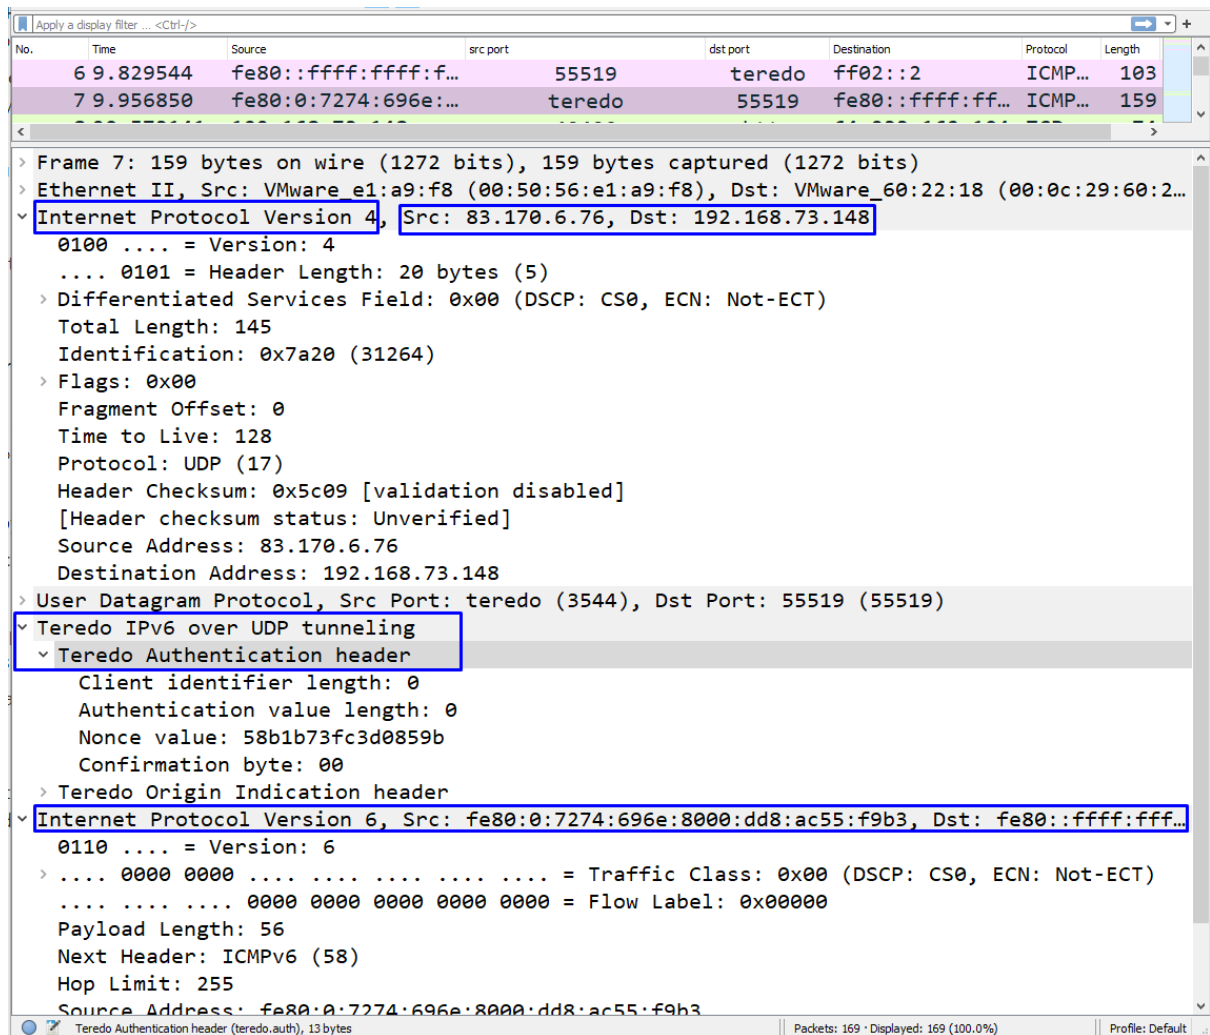 Apply a display filter ... <Ctrl-/>
No. Time Source src port dst port Destination Protocol Length
6 9.829544 fe80::ffff:ffff:f… 55519 teredo ff02::2 ICMP… 103
7 9.956850 fe80:0:7274:696e:… teredo 55519 fe80::ffff:ff… ICMP… 159
Frame 7: 159 bytes on wire (1272 bits), 159 bytes captured (1272 bits)
Ethernet II, Src: VMware_e1:a9:f8 (00:50:56:e1:a9:f8), Dst: VMware_60:22:18 (00:0c:29:60:2…
Internet Protocol Version 4, Src: 83.170.6.76, Dst: 192.168.73.148
0100 .... = Version: 4
.... 0101 = Header Length: 20 bytes (5)
Differentiated Services Field: 0x00 (DSCP: CS0, ECN: Not-ECT)
Total Length: 145
Identification: 0x7a20 (31264)
Flags: 0x00
Fragment Offset: 0
Time to Live: 128
Protocol: UDP (17)
Header Checksum: 0x5c09 [validation disabled]
[Header checksum status: Unverified]
Source Address: 83.170.6.76
Destination Address: 192.168.73.148
User Datagram Protocol, Src Port: teredo (3544), Dst Port: 55519 (55519)
Teredo IPv6 over UDP tunneling
Teredo Authentication header
Client identifier length: 0
Authentication value length: 0
Nonce value: 58b1b73fc3d0859b
Confirmation byte: 00
Teredo Origin Indication header
Internet Protocol Version 6, Src: fe80:0:7274:696e:8000:dd8:ac55:f9b3, Dst: fe80::ffff:fff…
0110 .... = Version: 6
.... 0000 0000 .... .... .... .... .... = Traffic Class: 0x00 (DSCP: CS0, ECN: Not-ECT)
.... .... .... 0000 0000 0000 0000 0000 = Flow Label: 0x00000
Payload Length: 56
Next Header: ICMPv6 (58)
Hop Limit: 255
Source Address: fe80:0:7274:696e:8000:dd8:ac55:f9b3
Teredo Authentication header (teredo.auth), 13 bytes
Packets: 169 · Displayed: 169 (100.0%)
Profile: Default